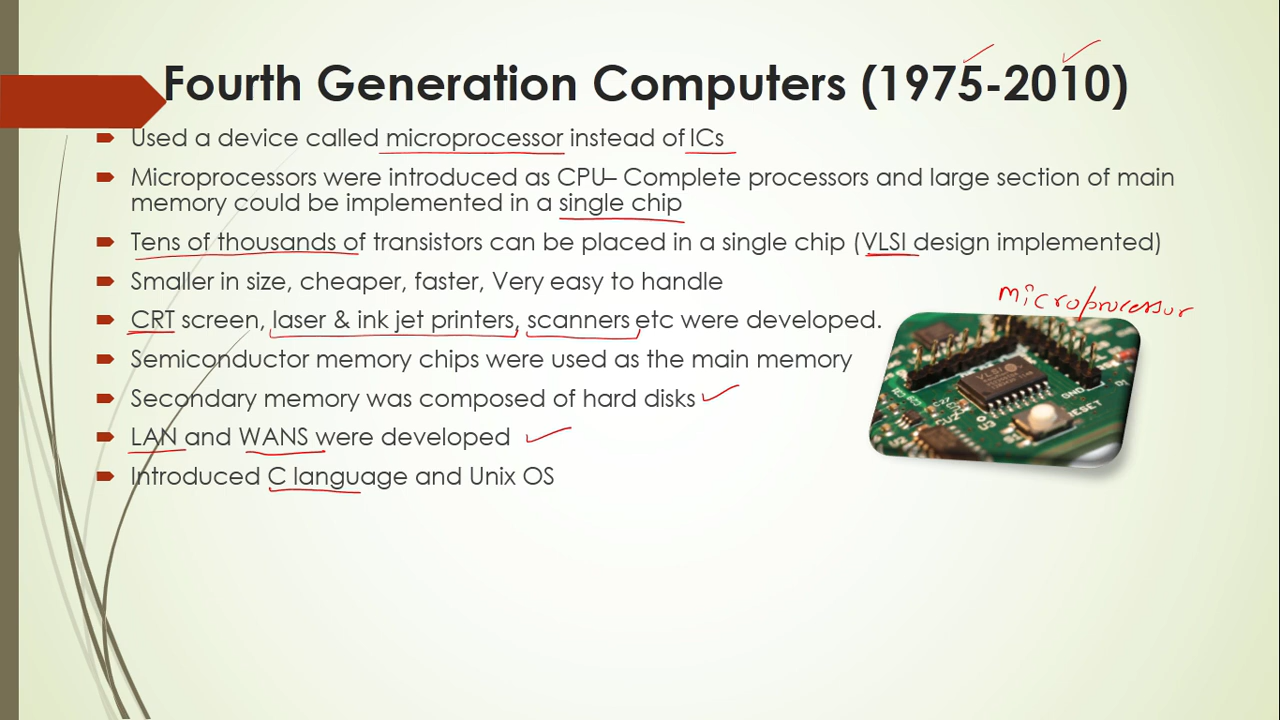 Fourth Generation Computers (1975-2010)
Used a device called microprocessor instead of ICs
Microprocessors were introduced as CPU– Complete processors and large section of main
memory could be implemented in a single chip
Tens of thousands of transistors can be placed in a single chip (VLSI design implemented)
Smaller in size, cheaper, faster, Very easy to handle
microprocessor
CRT screen, laser & ink jet printers, scanners etc were developed.
Semiconductor memory chips were used as the main memory
VLSI
GND
RESET
U3
Secondary memory was composed of hard disks
LAN and WANS were developed
Introduced C language and Unix OS